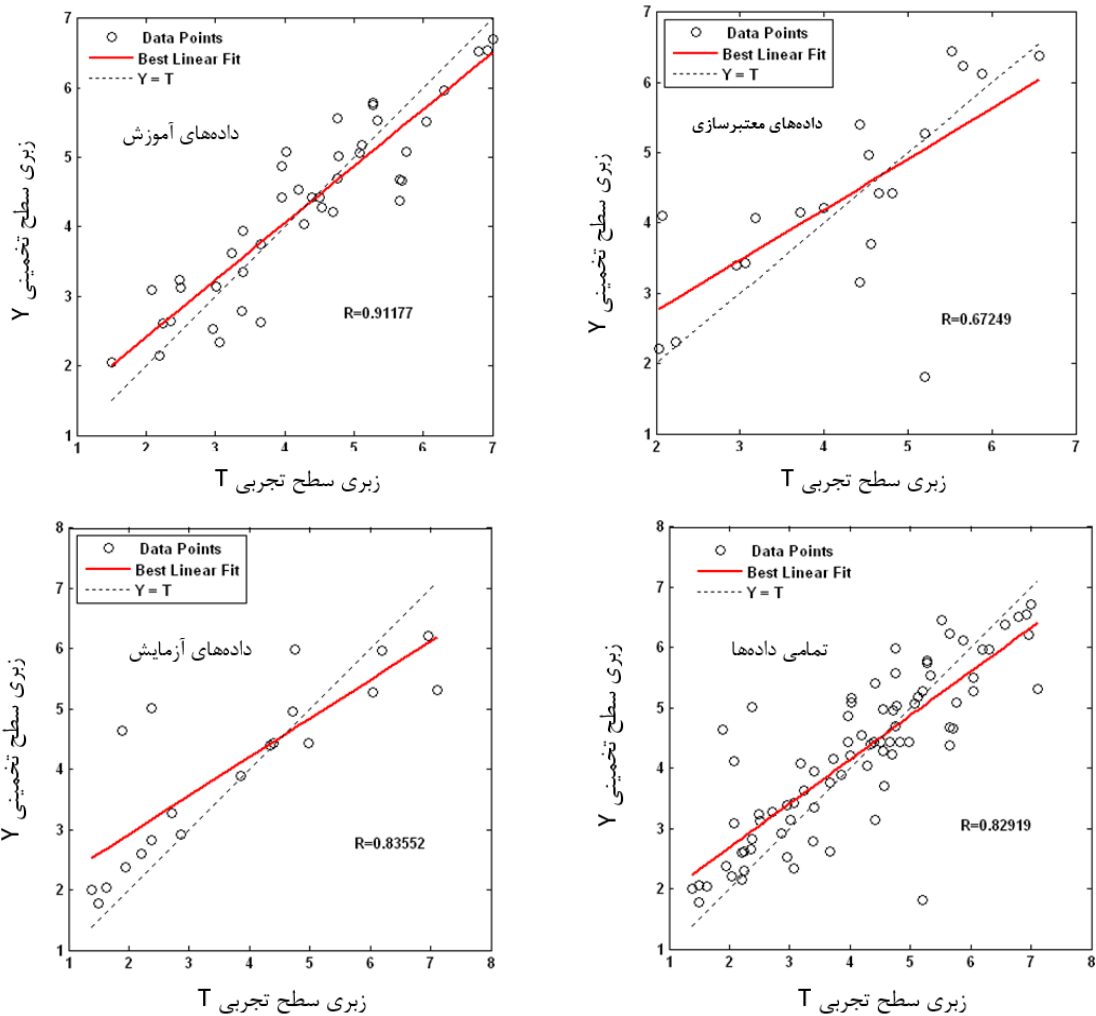 7
6
5
4
3
2
1
Data Points
Best Linear Fit
Y = T
داده‌های آموزش
R=0.91177
زبری سطح تخمینی Y
1 2 3 4 5 6 7
زبری سطح تجربی T
7
6
5
4
3
2
1
Data Points
Best Linear Fit
Y = T
داده‌های معتبرسازی
R=0.67249
زبری سطح تخمینی Y
2 3 4 5 6 7
زبری سطح تجربی T
8
7
6
5
4
3
2
1
Data Points
Best Linear Fit
Y = T
داده‌های آزمایش
R=0.83552
زبری سطح تخمینی Y
1 2 3 4 5 6 7 8
زبری سطح تجربی T
8
7
6
5
4
3
2
1
Data Points
Best Linear Fit
Y = T
تمامی داده‌ها
R=0.82919
زبری سطح تخمینی Y
1 2 3 4 5 6 7 8
زبری سطح تجربی T